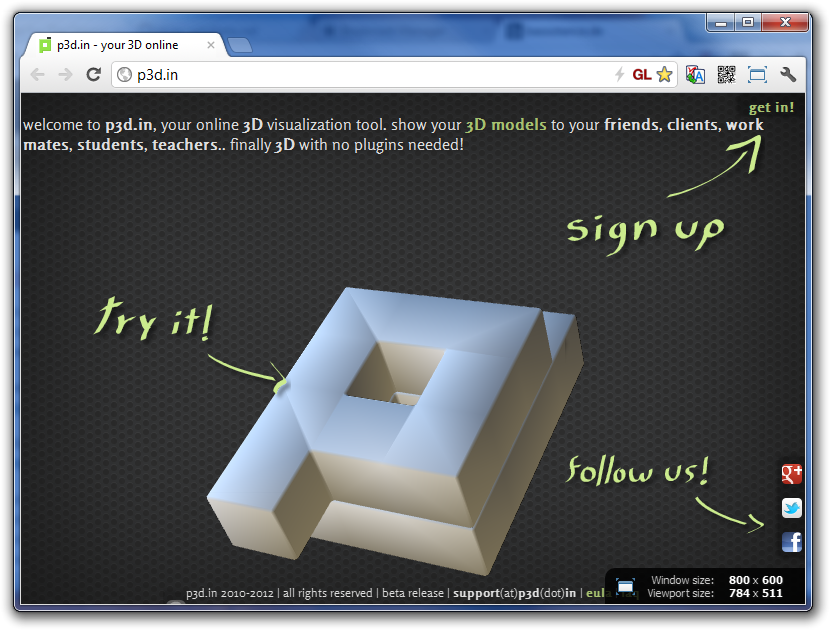 p3d.in - your 3D online
p3d.in
GL
get in!
welcome to p3d.in, your online 3D visualization tool. show your 3D models to your friends, clients, work
mates, students, teachers.. finally 3D with no plugins needed!
sign up
try it!
follow us!
g+
p3d.in 2010-2012 | all rights reserved | beta release | support(at)p3d(dot)in | eula
Window size: 800 x 600
Viewport size: 784 x 511